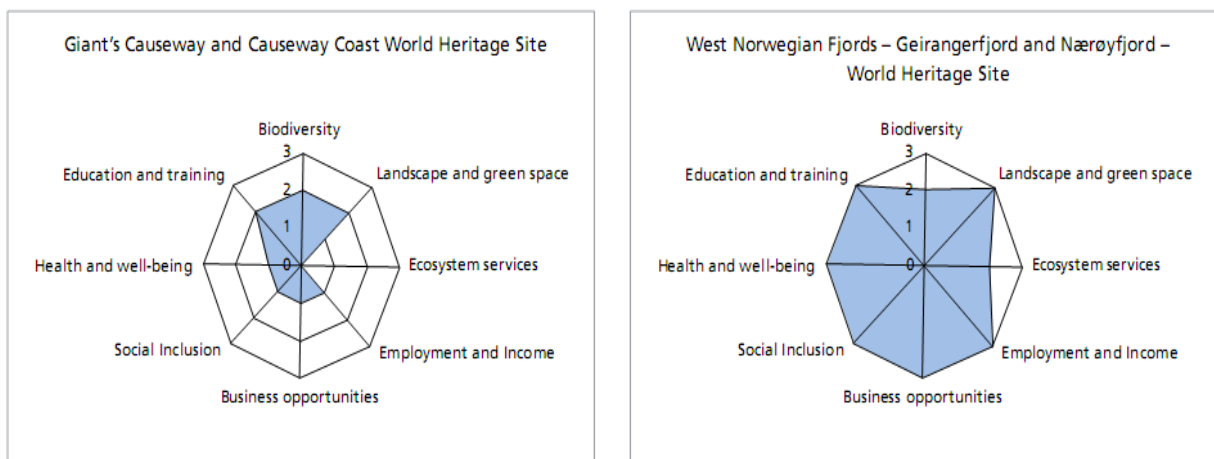 Giant's Causeway and Causeway Coast World Heritage Site
Biodiversity
3
Education and training
Landscape and green space
2
1
Health and well-being
0
Ecosystem services
Social Inclusion
Employment and Income
Business opportunities
West Norwegian Fjords – Geirangerfjord and Nærøyfjord –
World Heritage Site
Biodiversity
3
Education and training
Landscape and green space
2
1
Health and well-being
0
Ecosystem services
Social Inclusion
Employment and Income
Business opportunities